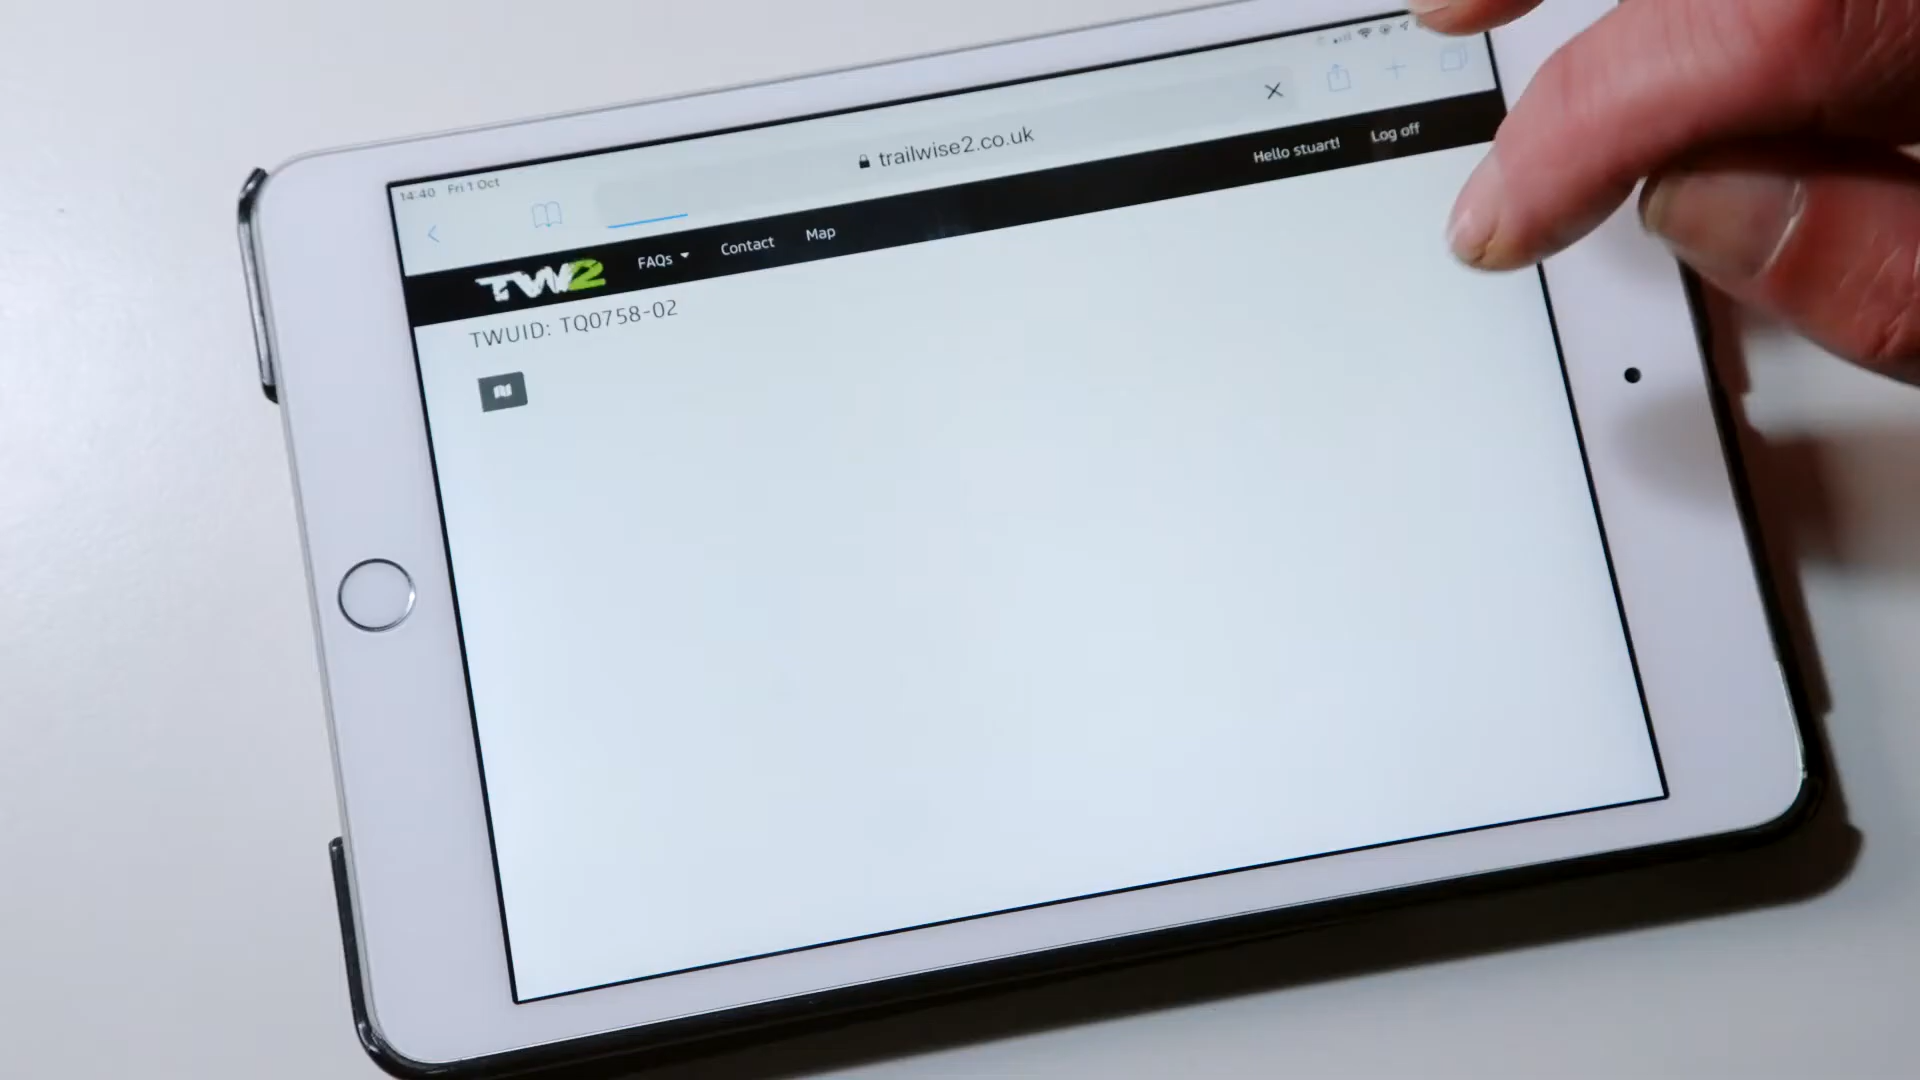 14:40 Fri 1 Oct
trailwise2.co.uk
TW2 FAQs Contact Map Hello stuart! Log off
TWUID: TQ0758-02